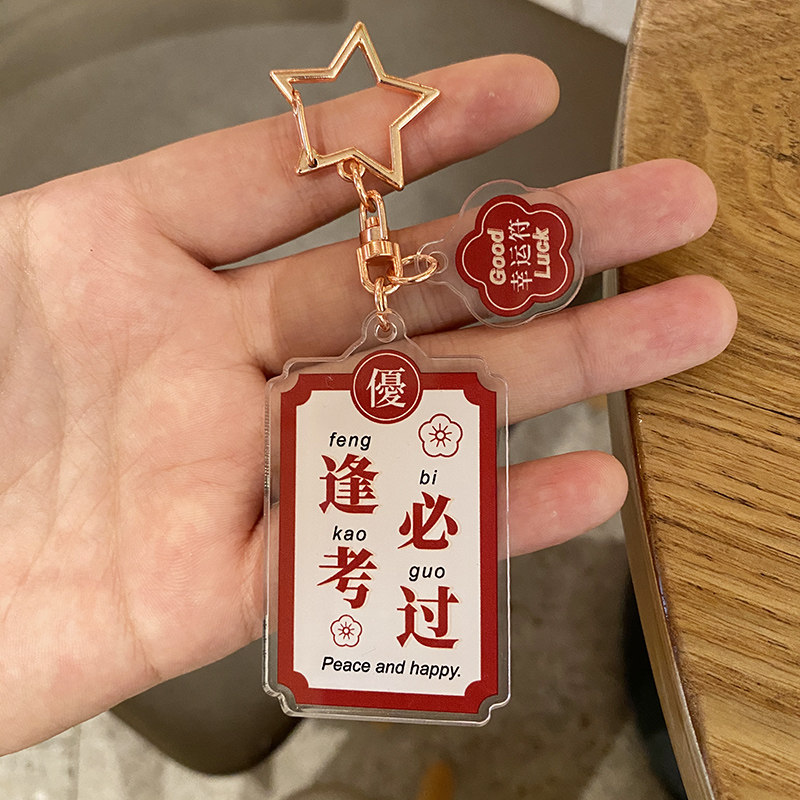 Good
幸运符
Luck
優
feng
逢
kao
考
bi
必
guo
过
Peace and happy.